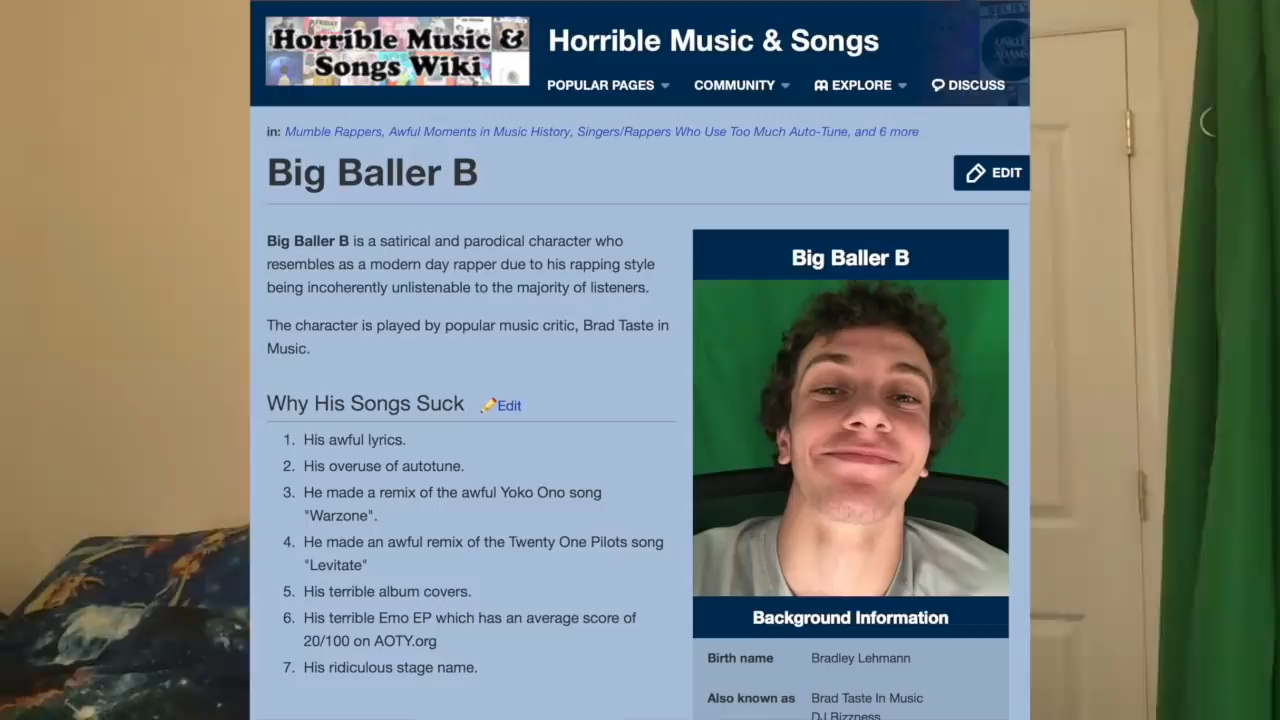 Horrible Music &
Songs Wiki
Horrible Music & Songs
POPULAR PAGES
COMMUNITY
EXPLORE
DISCUSS
in: Mumble Rappers, Awful Moments in Music History, Singers/Rappers Who Use Too Much Auto-Tune, and 6 more
Big Baller B
EDIT
Big Baller B is a satirical and parodical character who
resembles as a modern day rapper due to his rapping style
being incoherently unlistenable to the majority of listeners.
The character is played by popular music critic, Brad Taste in
Music.
Why His Songs Suck
Edit
1. His awful lyrics.
2. His overuse of autotune.
3. He made a remix of the awful Yoko Ono song
"Warzone".
4. He made an awful remix of the Twenty One Pilots song
"Levitate"
5. His terrible album covers.
6. His terrible Emo EP which has an average score of
20/100 on AOTY.org
7. His ridiculous stage name.
Big Baller B
Background Information
Birth name Bradley Lehmann
Also known as Brad Taste In Music
DJ Bizzness